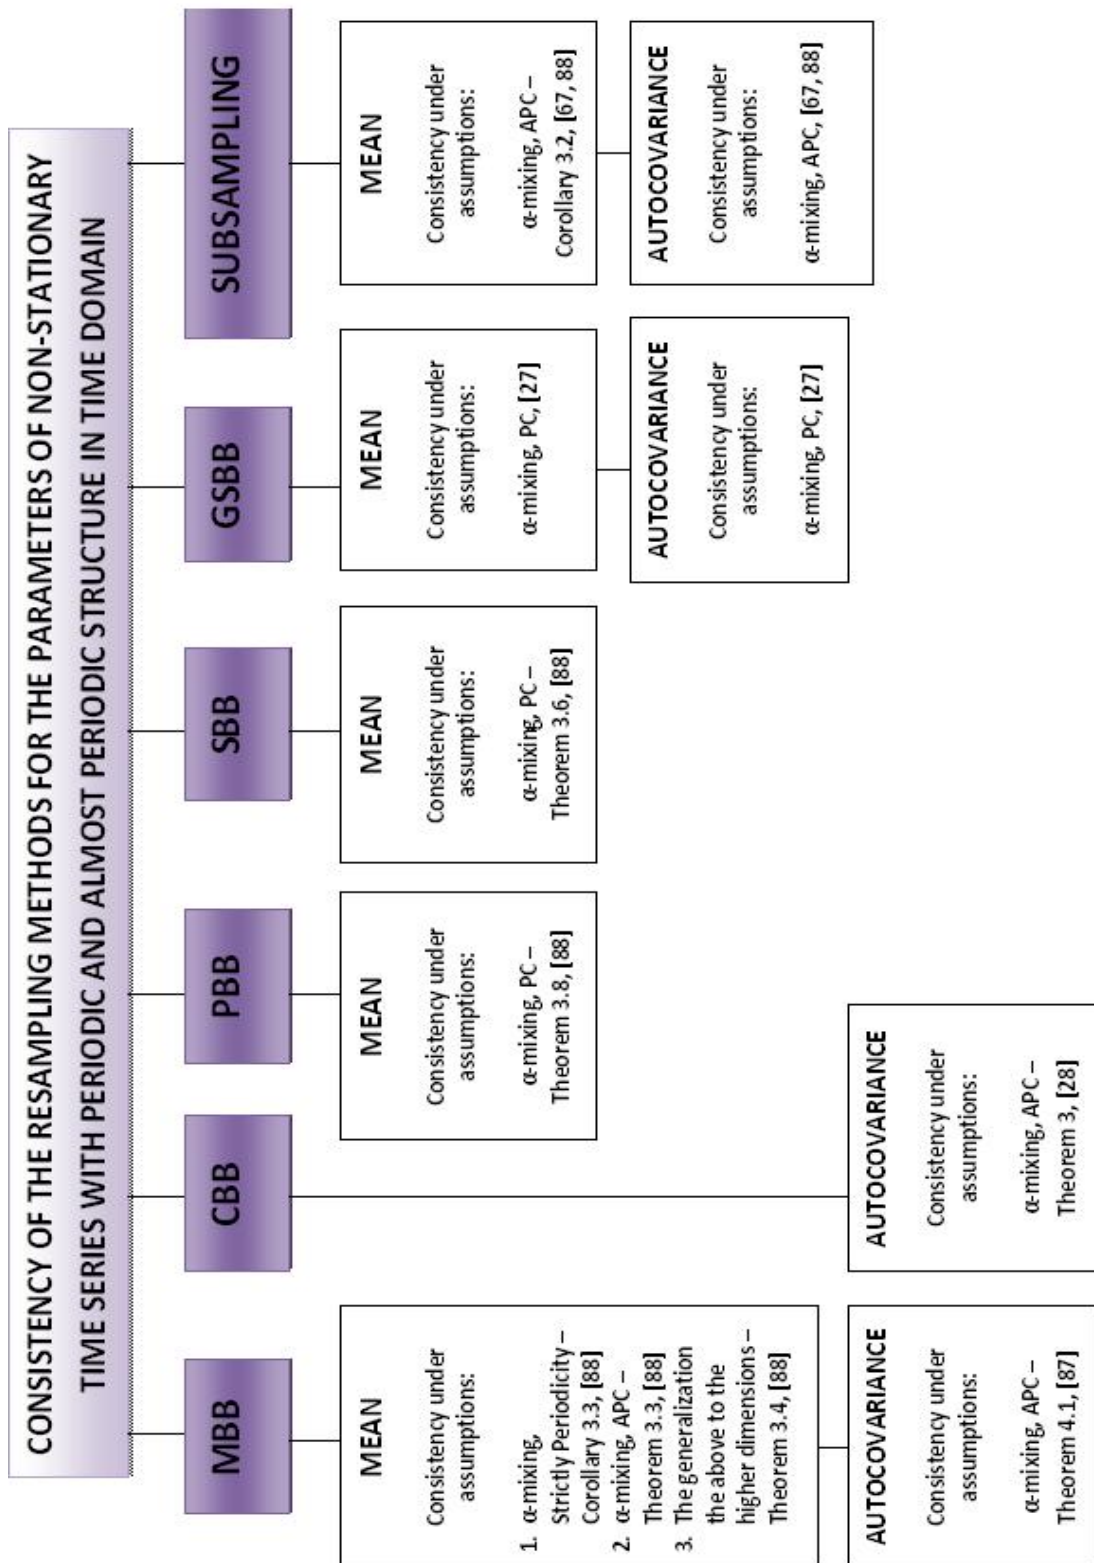 CONSISTENCY OF THE RESAMPLING METHODS FOR THE PARAMETERS OF NON-STATIONARY
TIME SERIES WITH PERIODIC AND ALMOST PERIODIC STRUCTURE IN TIME DOMAIN
MBB
MEAN
Consistency under
assumptions:
1. α-mixing,
Strictly Periodicity –
Corollary 3.3, [88]
2. α-mixing, APC –
Theorem 3.3, [88]
3. The generalization
the above to the
higher dimensions –
Theorem 3.4, [88]
AUTOCOVARIANCE
Consistency under
assumptions:
α-mixing, APC –
Theorem 4.1, [87]
CBB
AUTOCOVARIANCE
Consistency under
assumptions:
α-mixing, APC –
Theorem 3, [28]
PBB
MEAN
Consistency under
assumptions:
α-mixing, PC –
Theorem 3.8, [88]
SBB
MEAN
Consistency under
assumptions:
α-mixing, PC –
Theorem 3.6, [88]
GSBB
MEAN
Consistency under
assumptions:
α-mixing, PC, [27]
AUTOCOVARIANCE
Consistency under
assumptions:
α-mixing, PC, [27]
SUBSAMPLING
MEAN
Consistency under
assumptions:
α-mixing, APC –
Corollary 3.2, [67, 88]
AUTOCOVARIANCE
Consistency under
assumptions:
α-mixing, APC, [67, 88]